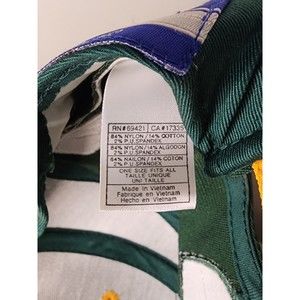 RN#69421 CA#17335
84% NYLON / 14% COTTON
2% P.U. SPANDEX
84% NYLON / 14% ALGODON
2% P.U. SPANDEX
84% NAILON / 14% COTON
2% P.U. SPANDEX
ONE SIZE FITS ALL
TAILLE UNIQUE
UNI TALLA
Made in Vietnam
Fabriqué en Vietnam
Hecho en Vietnam